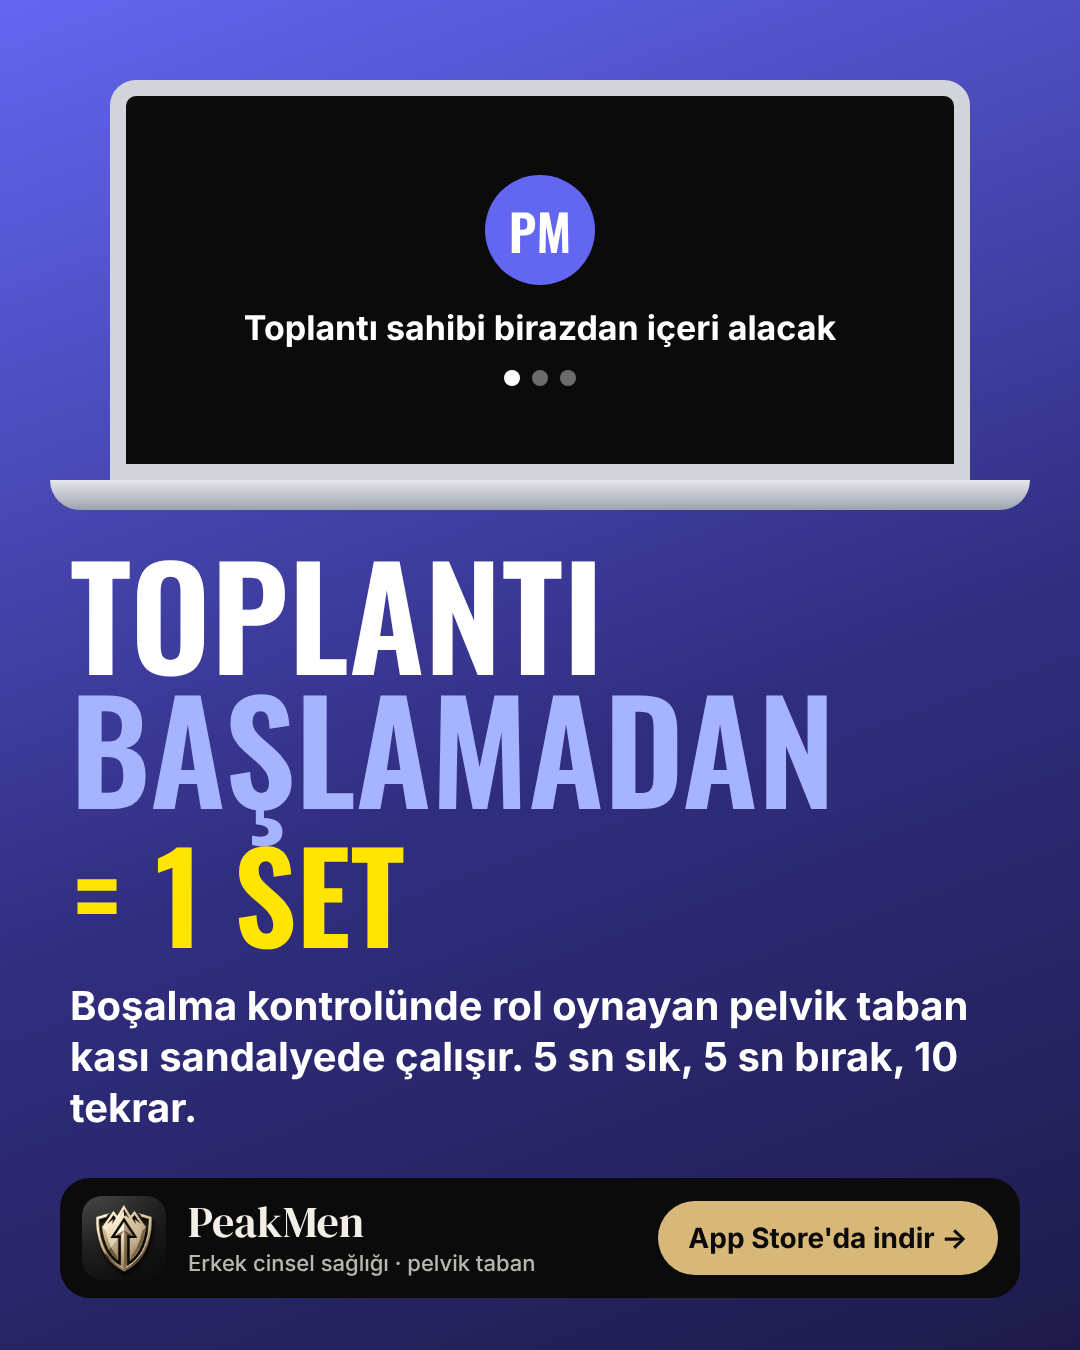 PM
Toplantı sahibi birazdan içeri alacak
TOPLANTI
BAŞLAMADAN
= 1 SET
Boşalma kontrolünde rol oynayan pelvik taban
kası sandalyede çalışır. 5 sn sık, 5 sn bırak, 10
tekrar.
PeakMen
Erkek cinsel sağlığı · pelvik taban
App Store'da indir →